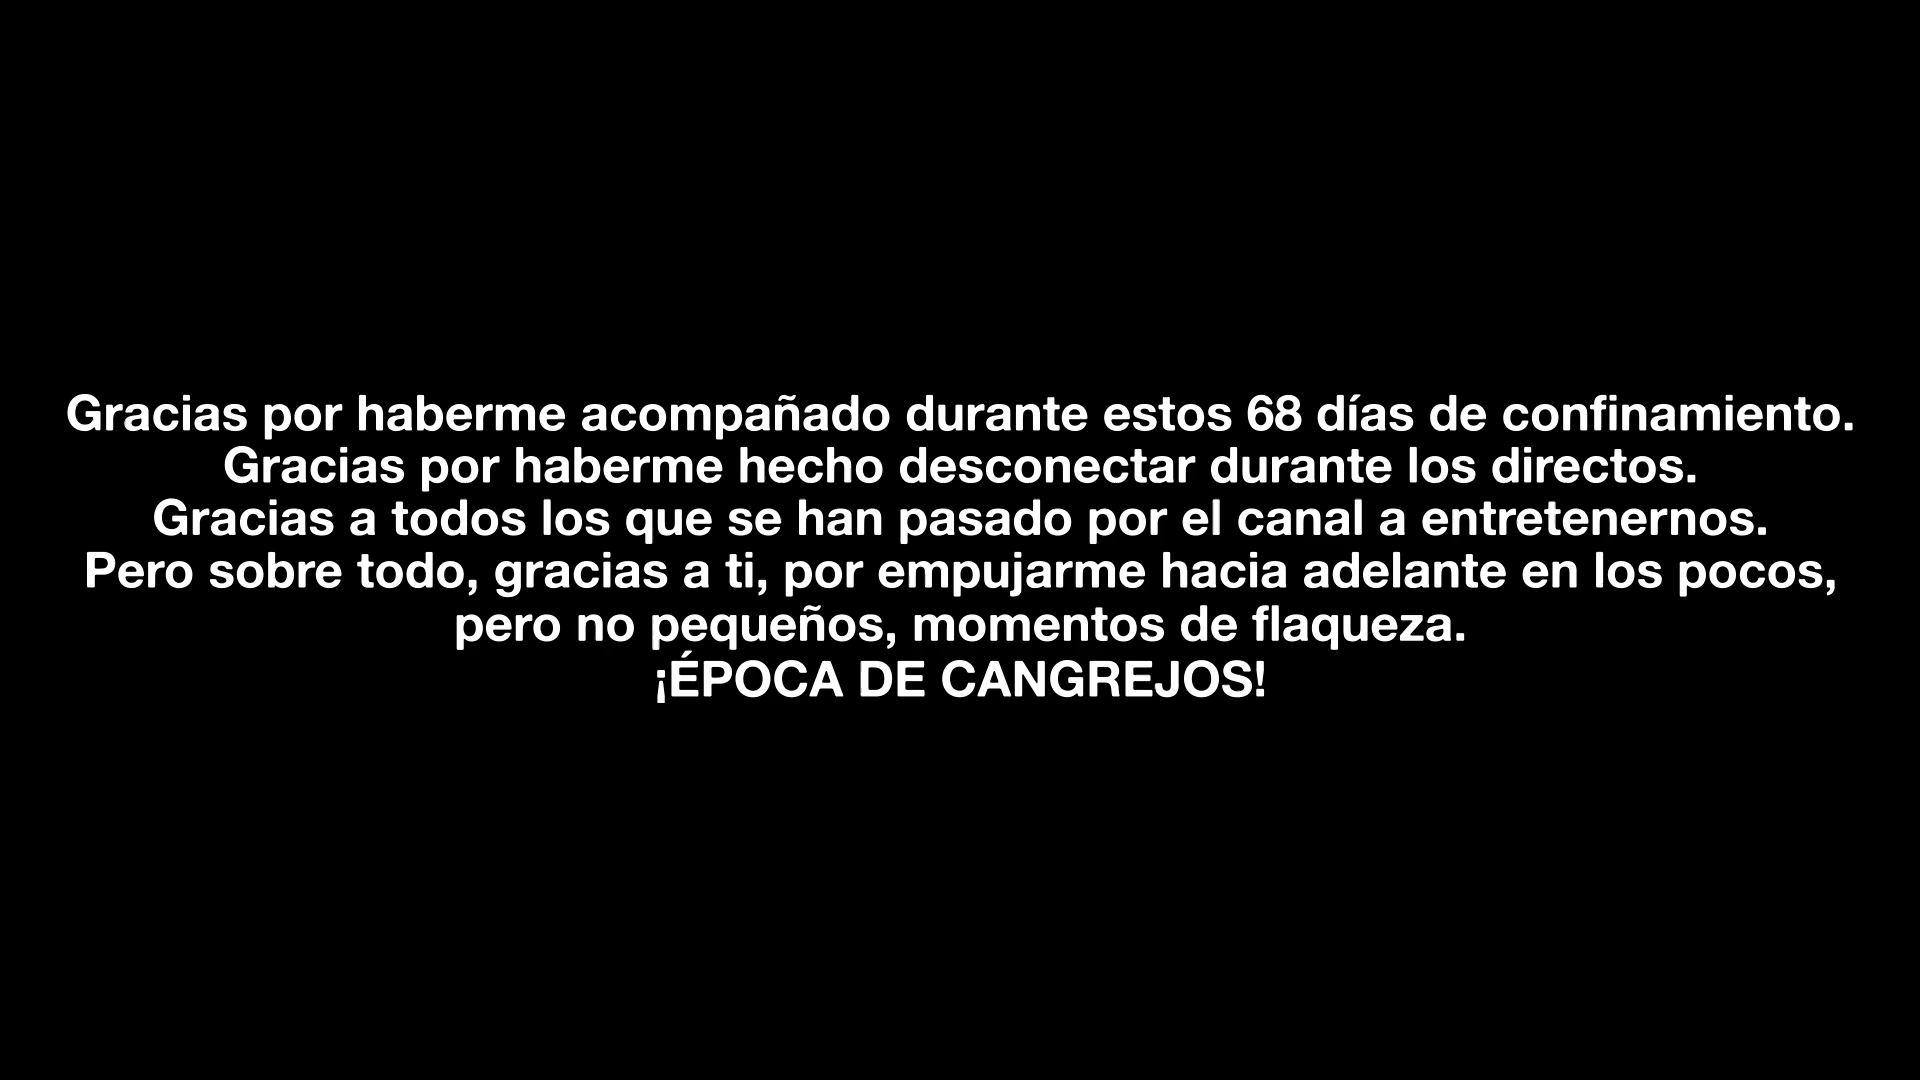 Gracias por haberme acompañado durante estos 68 días de confinamiento.
Gracias por haberme hecho desconectar durante los directos.
Gracias a todos los que se han pasado por el canal a entretenernos.
Pero sobre todo, gracias a ti, por empujarme hacia adelante en los pocos,
pero no pequeños, momentos de flaqueza.
¡ÉPOCA DE CANGREJOS!